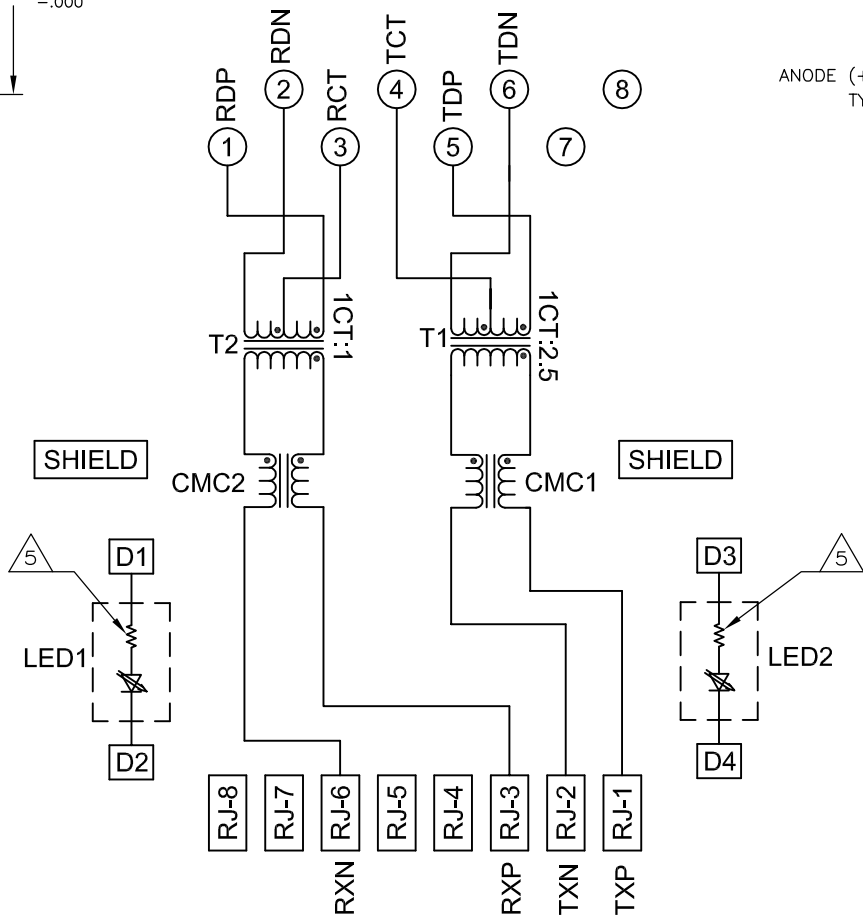 -.000
ANODE (+
TY
RDP
RDN
RCT
TCT
TDP
TDN
1
2
3
4
5
6
7
8
T2
1CT:1
T1
1CT:2.5
SHIELD
CMC2
CMC1
SHIELD
5
D1
LED1
D2
5
D3
LED2
D4
RJ-8
RJ-7
RJ-6
RJ-5
RJ-4
RJ-3
RJ-2
RJ-1
RXN
RXP
TXN
TXP